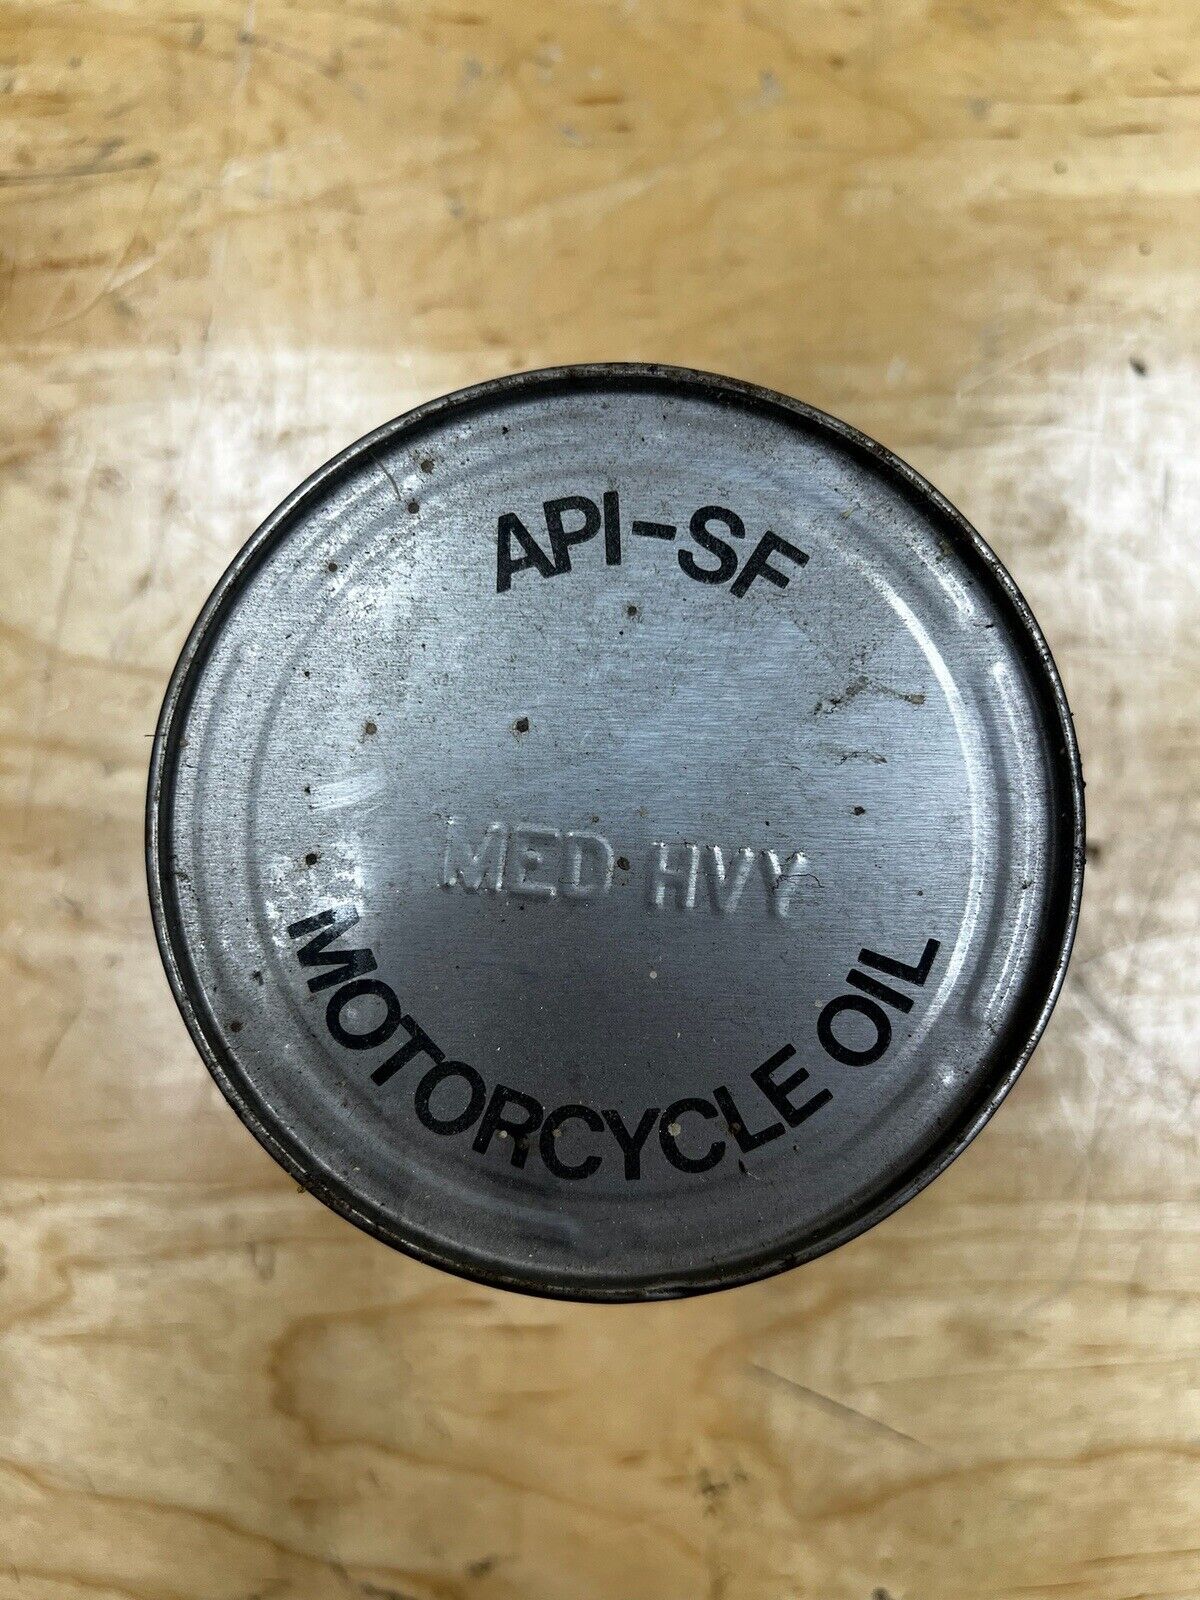 API-SF
MED HVY
MOTORCYCLE OIL